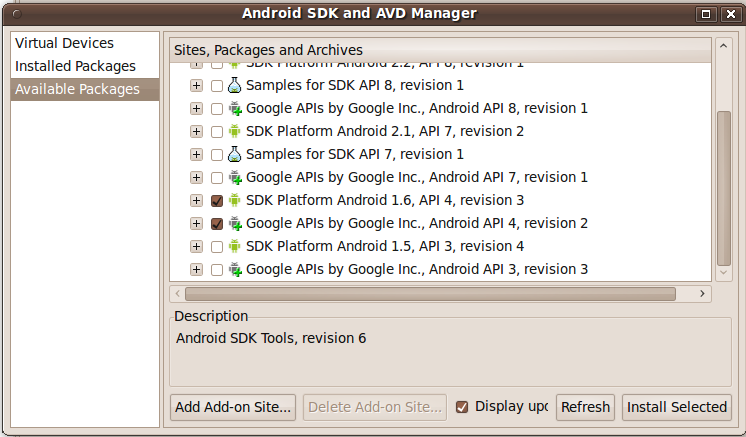 Android SDK and AVD Manager
Virtual Devices
Installed Packages
Available Packages
Sites, Packages and Archives
SDK Platform Android 2.2, API 8, revision 1
Samples for SDK API 8, revision 1
Google APIs by Google Inc., Android API 8, revision 1
SDK Platform Android 2.1, API 7, revision 2
Samples for SDK API 7, revision 1
Google APIs by Google Inc., Android API 7, revision 1
SDK Platform Android 1.6, API 4, revision 3
Google APIs by Google Inc., Android API 4, revision 2
SDK Platform Android 1.5, API 3, revision 4
Google APIs by Google Inc., Android API 3, revision 3
Description
Android SDK Tools, revision 6
Add Add-on Site...
Delete Add-on Site...
Display upd
Refresh
Install Selected